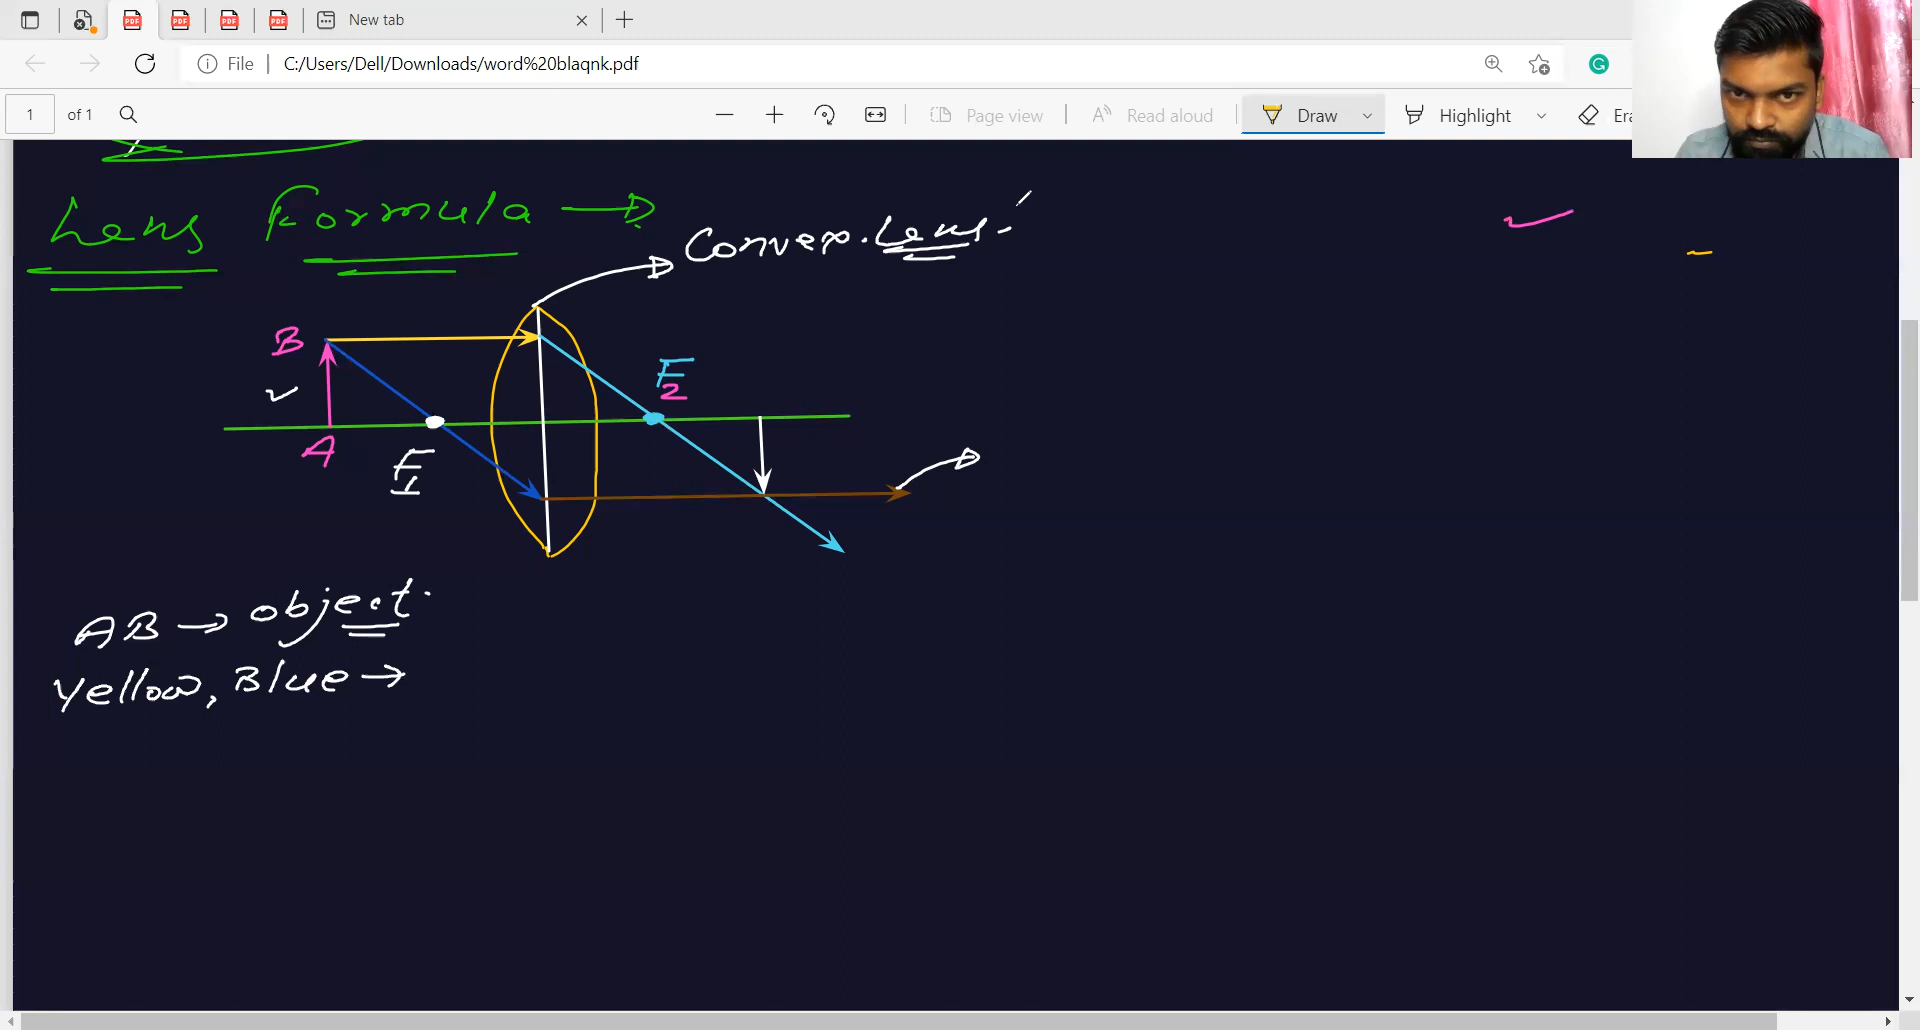 New tab
File | C:/Users/Dell/Downloads/word%20blaqnk.pdf
1 of 1 Page view Read aloud Draw Highlight Era
Lens Formula →
Convex. Lens.
B
F2
A
F1
AB → object.
Yellow, Blue →